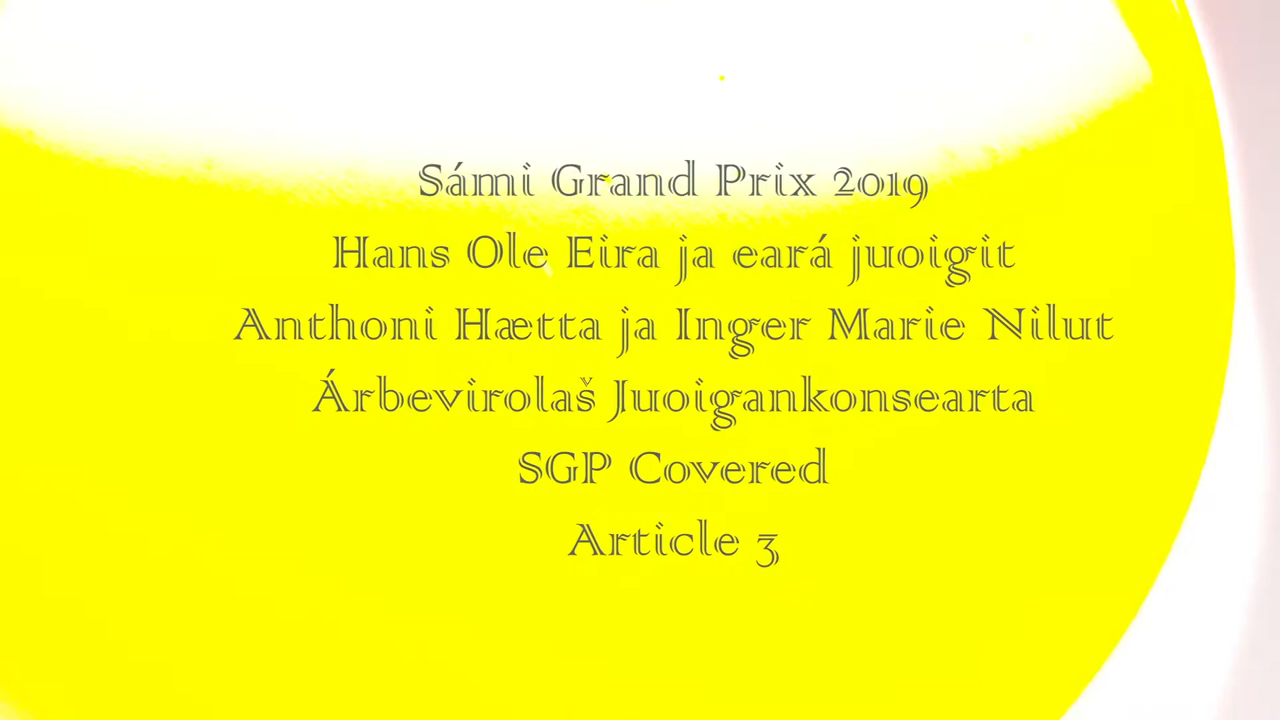 Sámi Grand Prix 2019
Hans Ole Eira ja eará juoigit
Anthoni Hætta ja Inger Marie Nilut
Árbevirolaš Juoigankonsearta
SGP Covered
Article 3